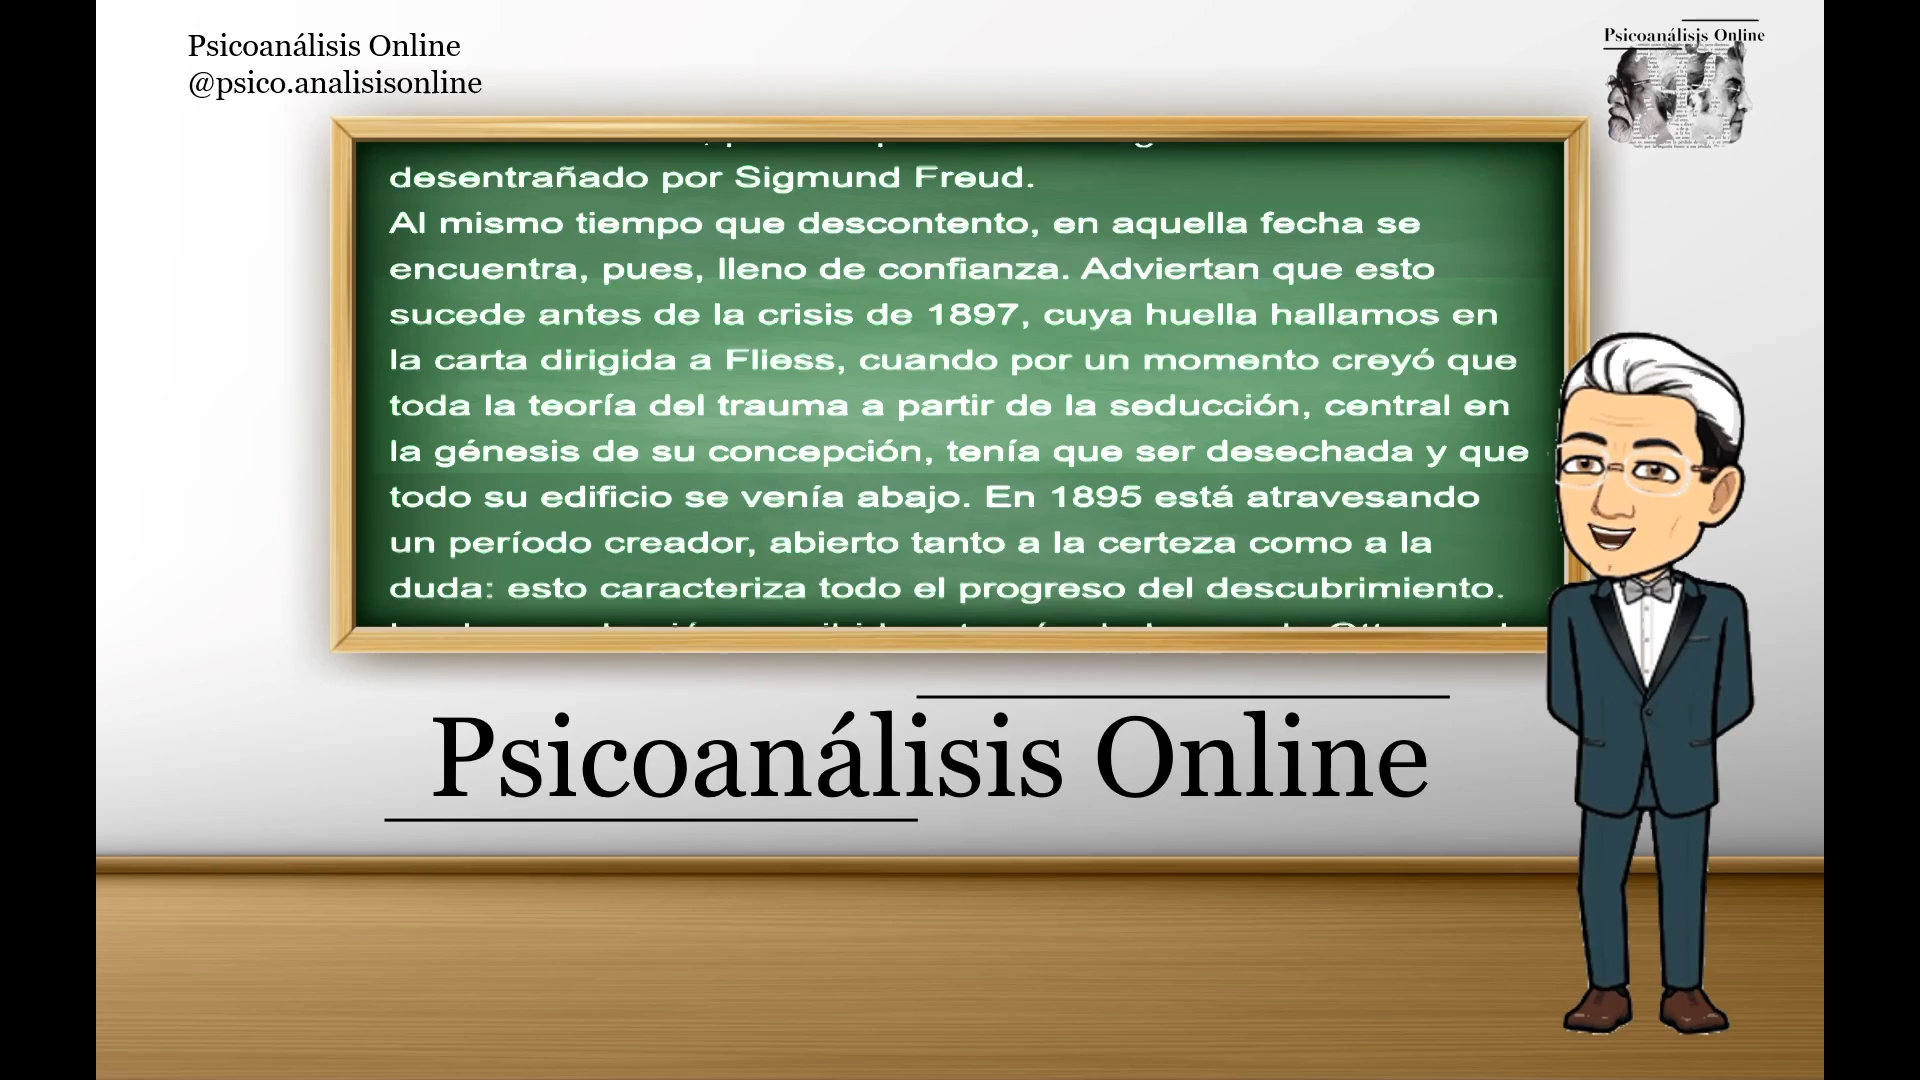 Psicoanálisis Online
@psico.analisisonline
Psicoanálisis Online
desentrañado por Sigmund Freud.
Al mismo tiempo que descontento, en aquella fecha se
encuentra, pues, lleno de confianza. Adviertan que esto
sucede antes de la crisis de 1897, cuya huella hallamos en
la carta dirigida a Fliess, cuando por un momento creyó que
toda la teoría del trauma a partir de la seducción, central en
la génesis de su concepción, tenía que ser desechada y que
todo su edificio se venía abajo. En 1895 está atravesando
un período creador, abierto tanto a la certeza como a la
duda: esto caracteriza todo el progreso del descubrimiento.
Psicoanálisis Online